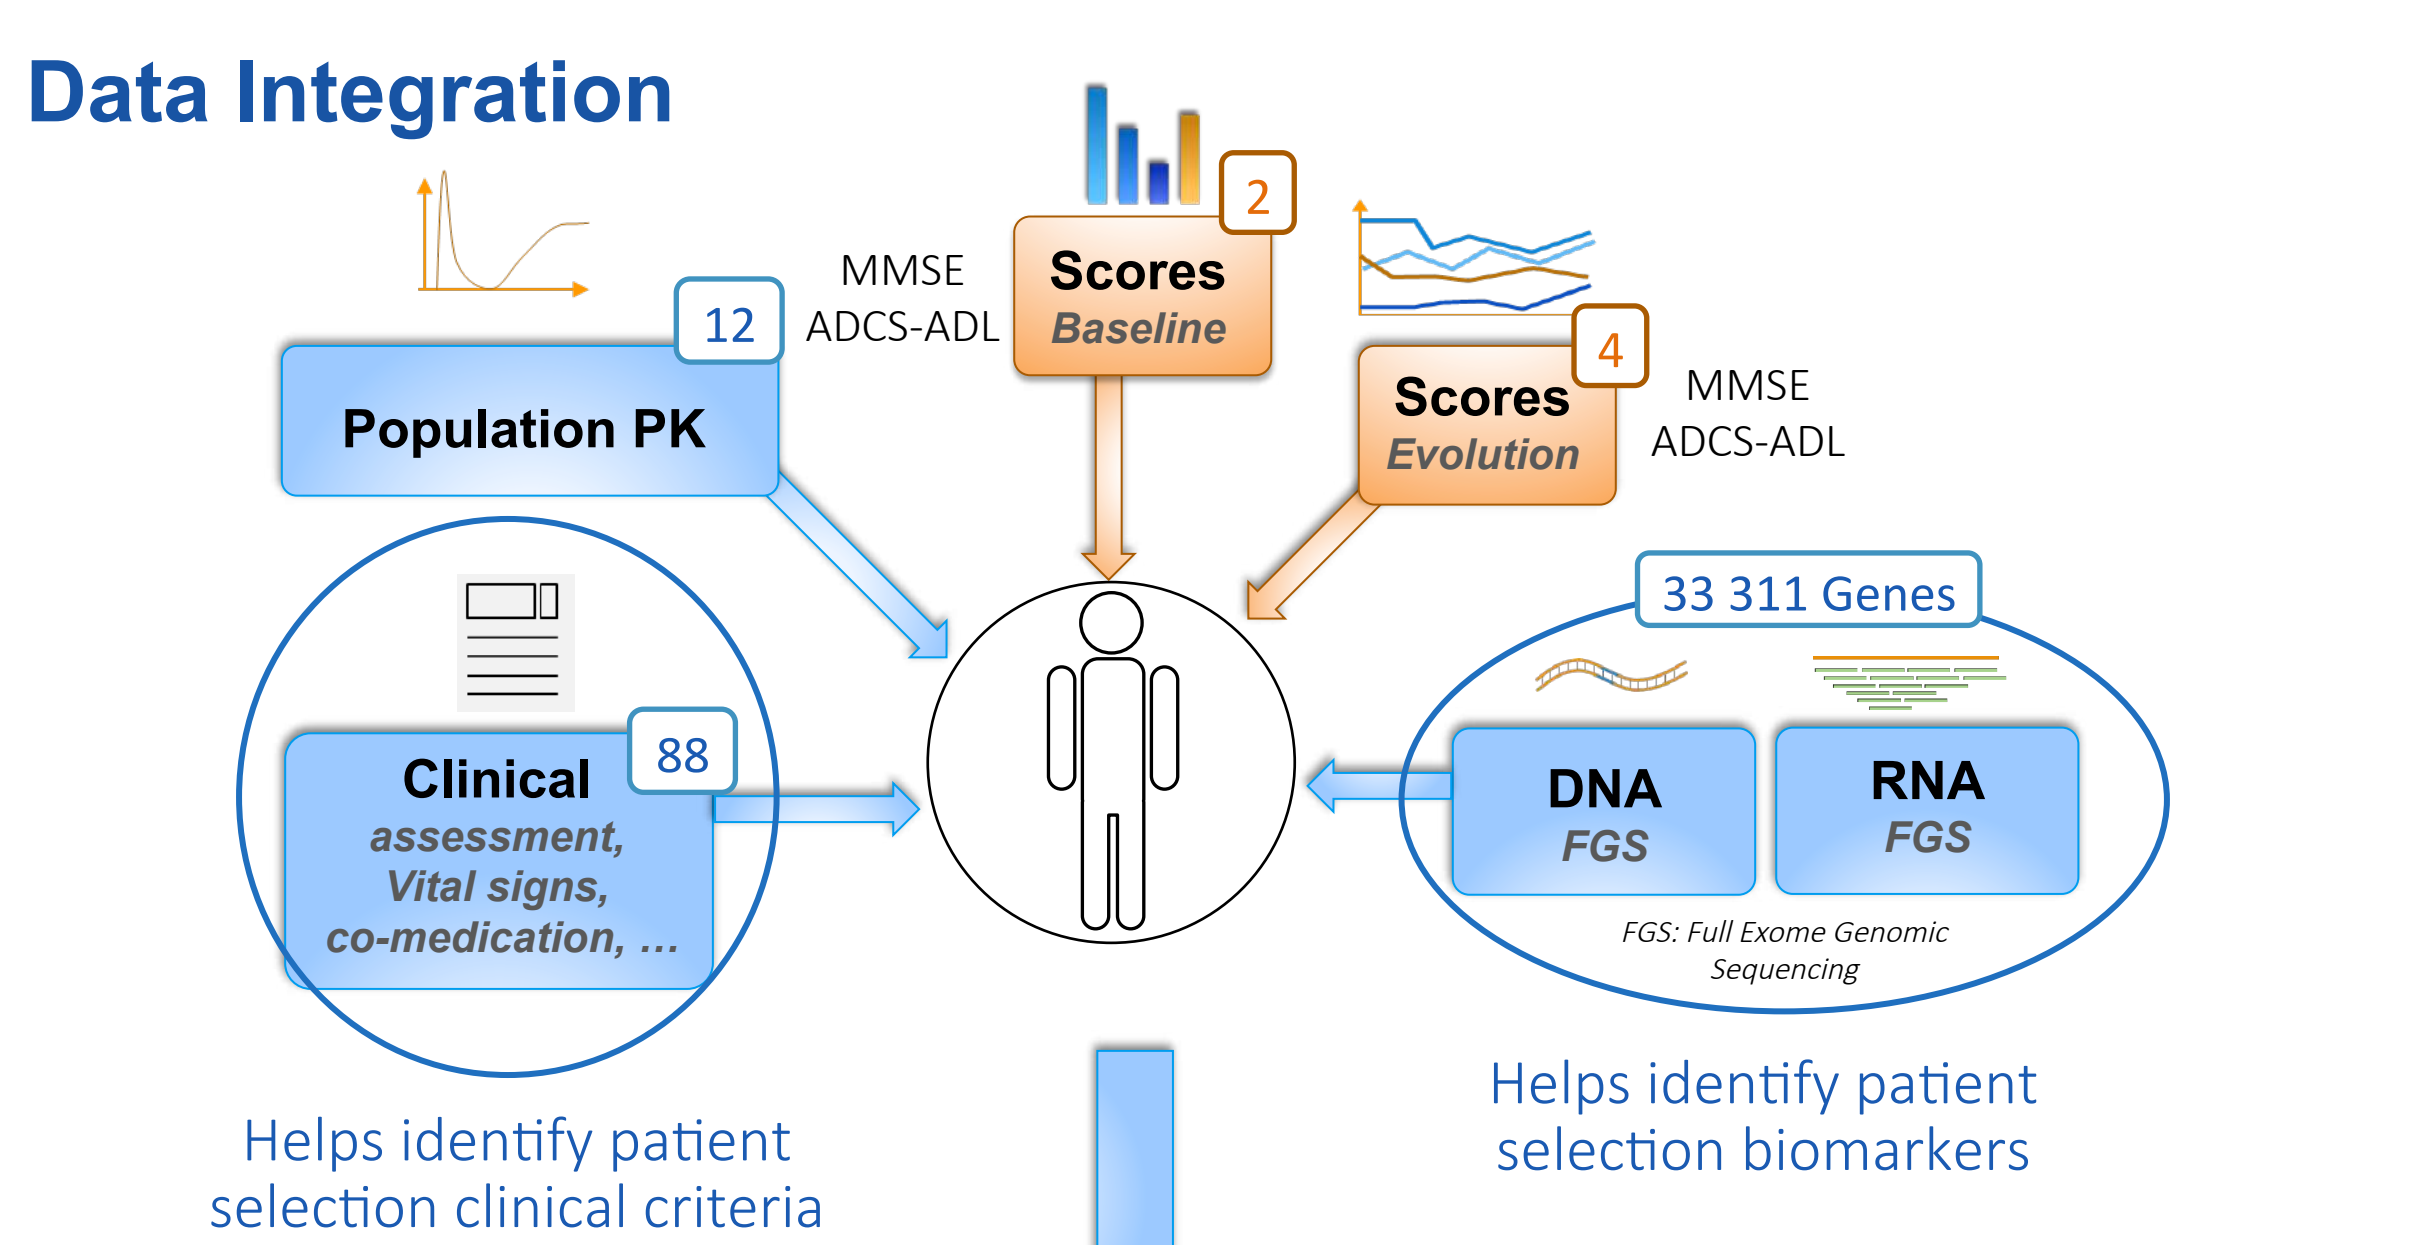 Data Integration
12
Population PK
MMSE
ADCS-ADL
2
Scores
Baseline
4
Scores
Evolution
MMSE
ADCS-ADL
88
Clinical
assessment,
Vital signs,
co-medication, ...
Helps identify patient
selection clinical criteria
33 311 Genes
DNA
FGS
RNA
FGS
FGS: Full Exome Genomic
Sequencing
Helps identify patient
selection biomarkers